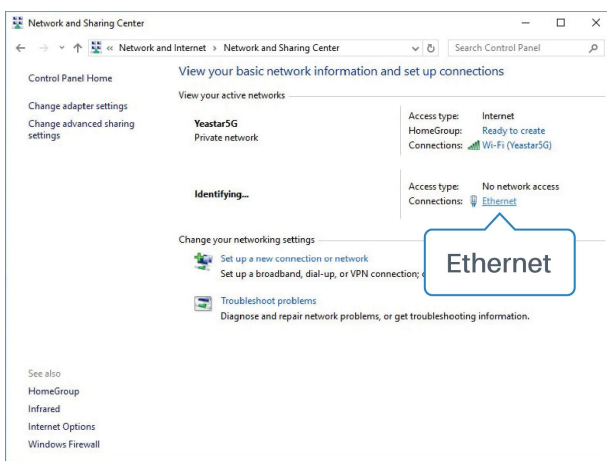 Network and Sharing Center
« Network and Internet > Network and Sharing Center
Search Control Panel
Control Panel Home
Change adapter settings
Change advanced sharing
settings
View your basic network information and set up connections
View your active networks
Yeastar5G
Private network
Access type: Internet
HomeGroup: Ready to create
Connections: Wi-Fi (Yeastar5G)
Identifying...
Access type: No network access
Connections: Ethernet
Ethernet
Change your networking settings
Set up a new connection or network
Set up a broadband, dial-up, or VPN connection;
Troubleshoot problems
Diagnose and repair network problems, or get troubleshooting information.
See also
HomeGroup
Infrared
Internet Options
Windows Firewall